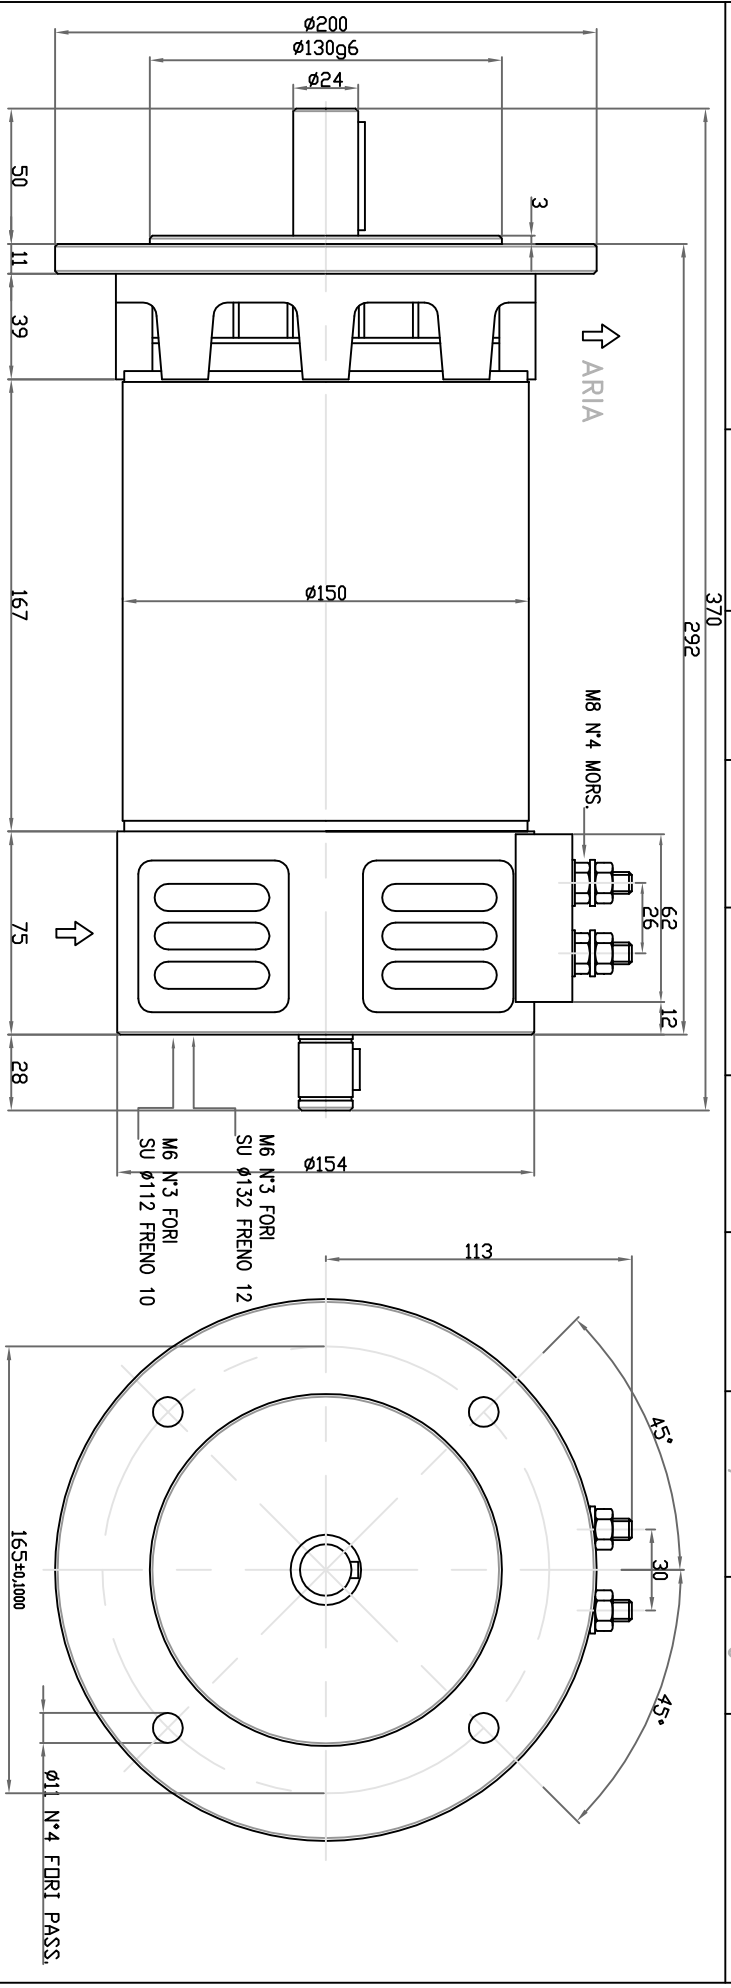 ø200
ø130g6
ø24
50
11
39
167
75
28
3
ARIA
370
292
ø150
M8 N°4 MORS.
62
26
12
M6 N°3 FORI
SU ø132 FRENO 12
M6 N°3 FORI
SU ø112 FRENO 10
ø154
113
45°
30
45°
165±0,1000
ø11 N°4 FORI PASS.